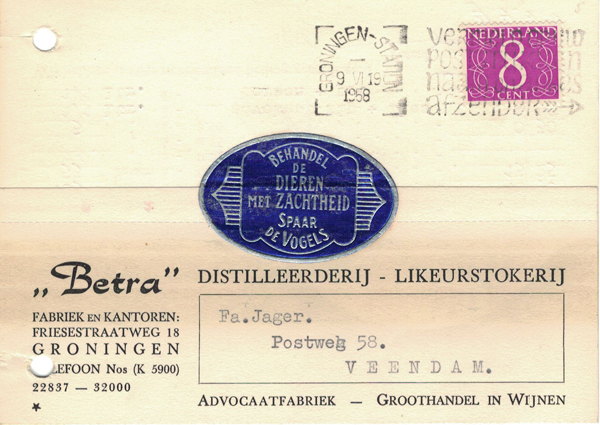 GRONINGEN-STATION
9 VI 19
1958
NEDERLAND
8
CENT
afzender
BEHANDEL
DE
DIEREN
MET ZACHTHEID
SPAAR
DE VOGELS
„Betra”
DISTILLEERDERIJ - LIKEURSTOKERIJ
FABRIEK EN KANTOREN:
FRIESESTRAATWEG 18
GRONINGEN
LEFOON Nos (K 5900)
22837 — 32000
*
Fa.Jager.
Postweg 58.
VEENDAM.
ADVOCAATFABRIEK — GROOTHANDEL IN WIJNEN